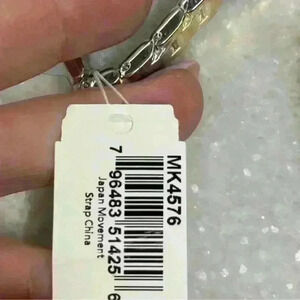 MK4576
7 96483 51425 6
Japan Movement
Strap China